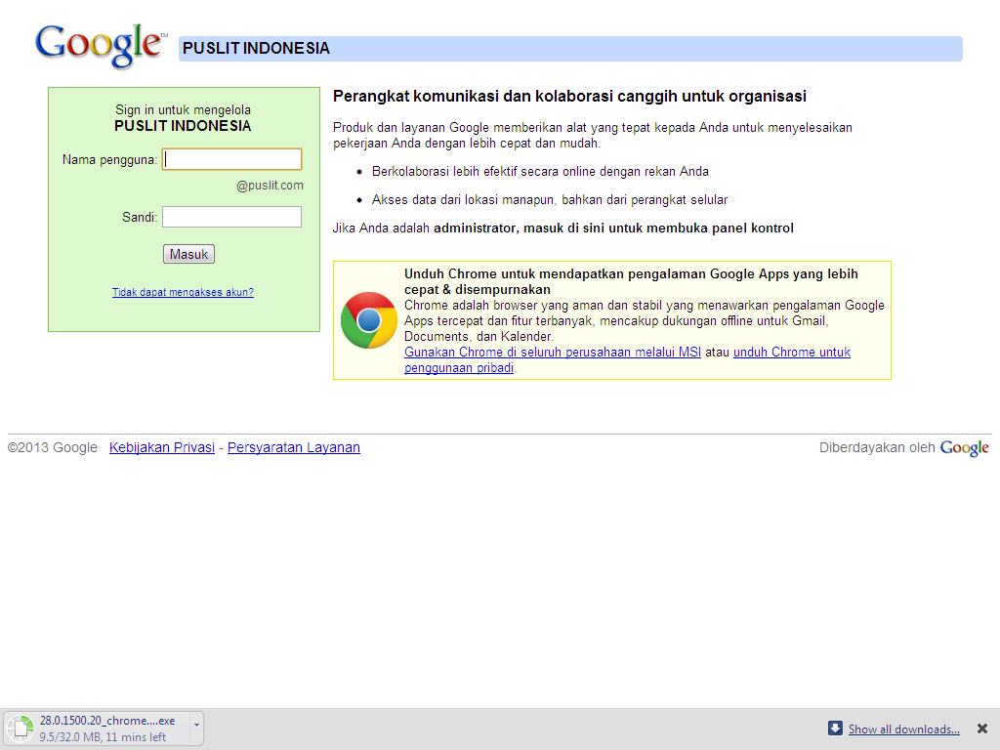 Google™
PUSLIT INDONESIA
Sign in untuk mengelola
PUSLIT INDONESIA
Nama pengguna:
@puslit.com
Sandi:
Masuk
Tidak dapat mengakses akun?
Perangkat komunikasi dan kolaborasi canggih untuk organisasi
Produk dan layanan Google memberikan alat yang tepat kepada Anda untuk menyelesaikan
pekerjaan Anda dengan lebih cepat dan mudah.
• Berkolaborasi lebih efektif secara online dengan rekan Anda
• Akses data dari lokasi manapun, bahkan dari perangkat selular
Jika Anda adalah administrator, masuk di sini untuk membuka panel kontrol
Unduh Chrome untuk mendapatkan pengalaman Google Apps yang lebih
cepat & disempurnakan
Chrome adalah browser yang aman dan stabil yang menawarkan pengalaman Google
Apps tercepat dan fitur terbanyak, mencakup dukungan offline untuk Gmail,
Documents, dan Kalender.
Gunakan Chrome di seluruh perusahaan melalui MSI atau unduh Chrome untuk
penggunaan pribadi.
©2013 Google Kebijakan Privasi - Persyaratan Layanan
Diberdayakan oleh Google
28.0.1500.20_chrome....exe
9.5/32.0 MB, 11 mins left
Show all downloads...